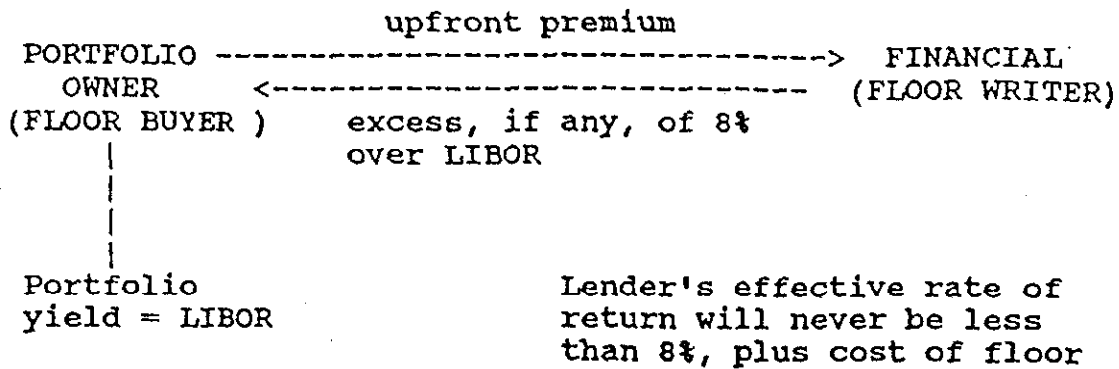 upfront premium
PORTFOLIO ----------------------------------> FINANCIAL
OWNER <------------------------------ (FLOOR WRITER)
(FLOOR BUYER ) excess, if any, of 8%
over LIBOR
Portfolio Lender's effective rate of
yield = LIBOR return will never be less
than 8%, plus cost of floor